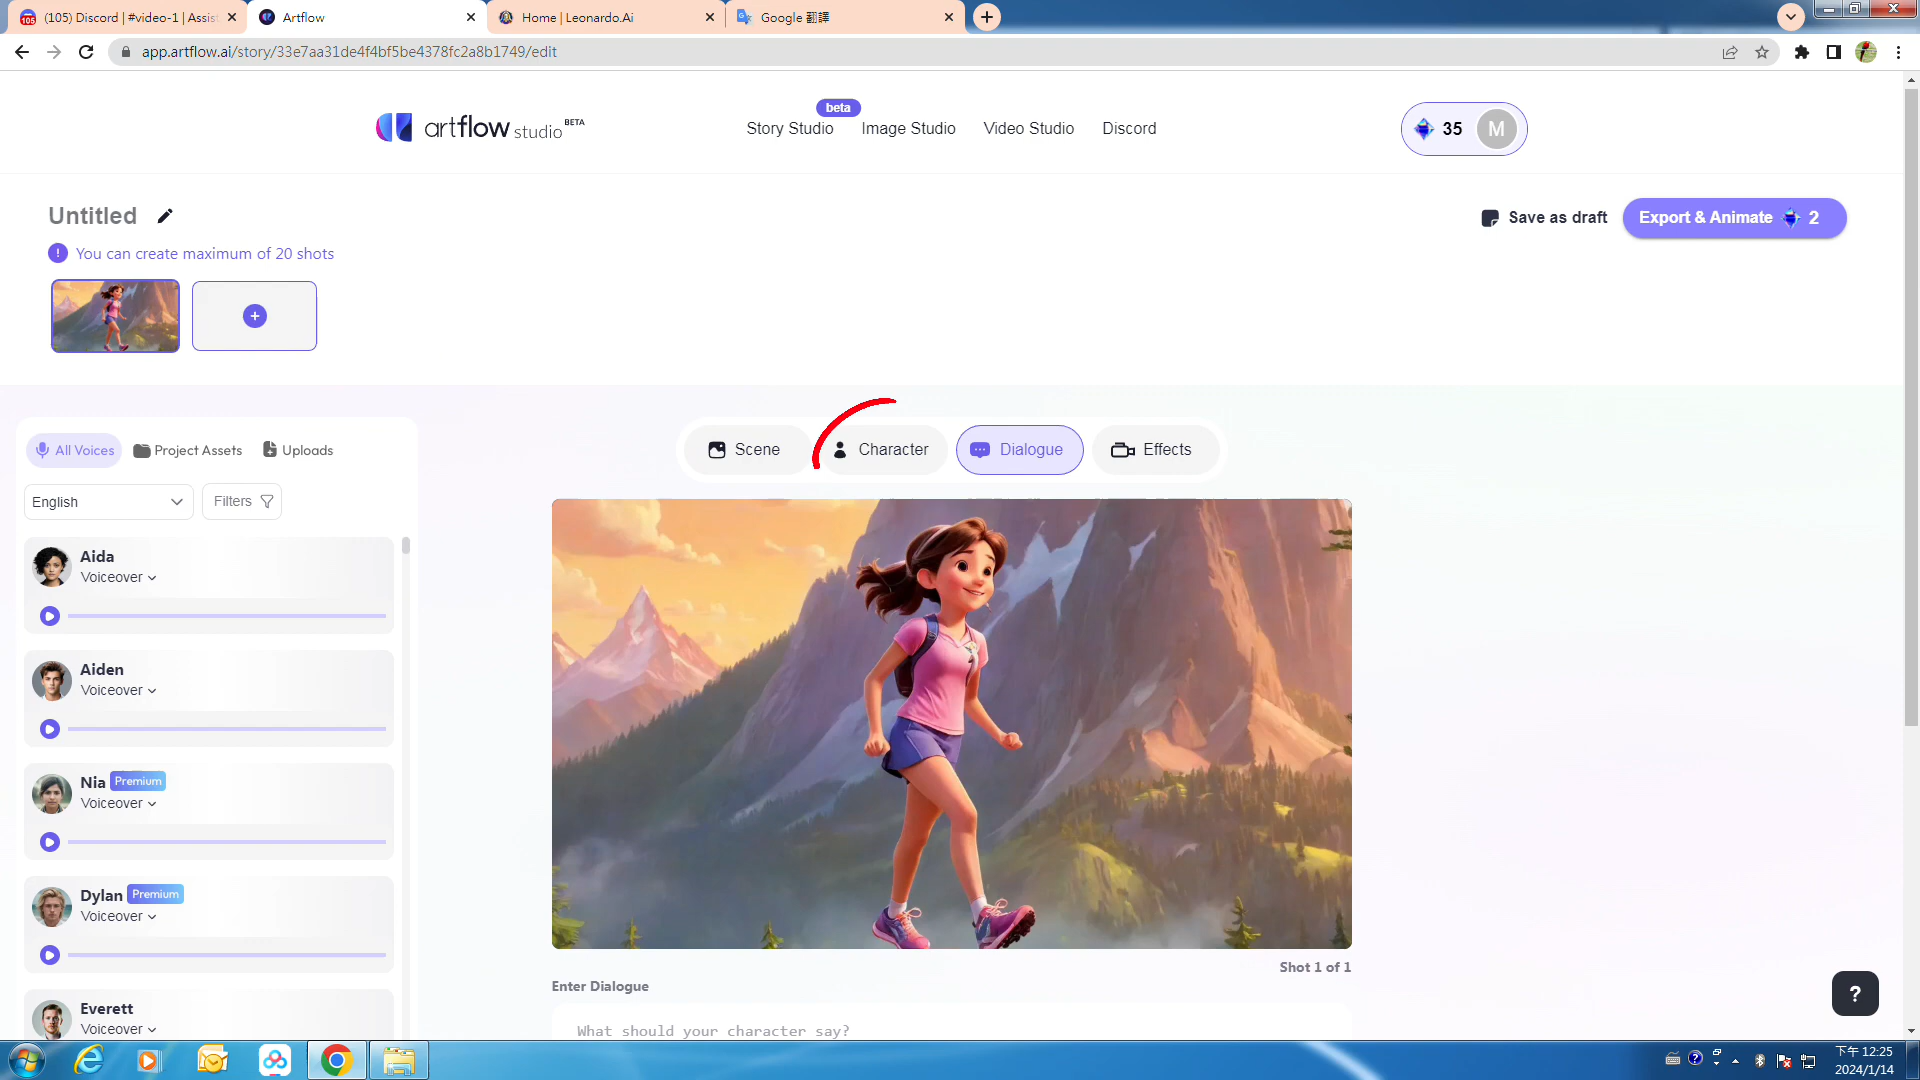 (105) Discord | #video-1 | Assist
Artflow
Home | Leonardo.Ai
Google 翻譯
app.artflow.ai/story/33e7aa31de4f4bf5be4378fc2a8b1749/edit
artflow studio BETA
beta
Story Studio
Image Studio
Video Studio
Discord
35
M
Untitled
Save as draft
Export & Animate 2
You can create maximum of 20 shots
All Voices
Project Assets
Uploads
Scene
Character
Dialogue
Effects
English
Filters
Aida
Voiceover
Aiden
Voiceover
Nia Premium
Voiceover
Dylan Premium
Voiceover
Everett
Voiceover
Shot 1 of 1
Enter Dialogue
What should your character say?
?
下午 12:25
2024/1/14